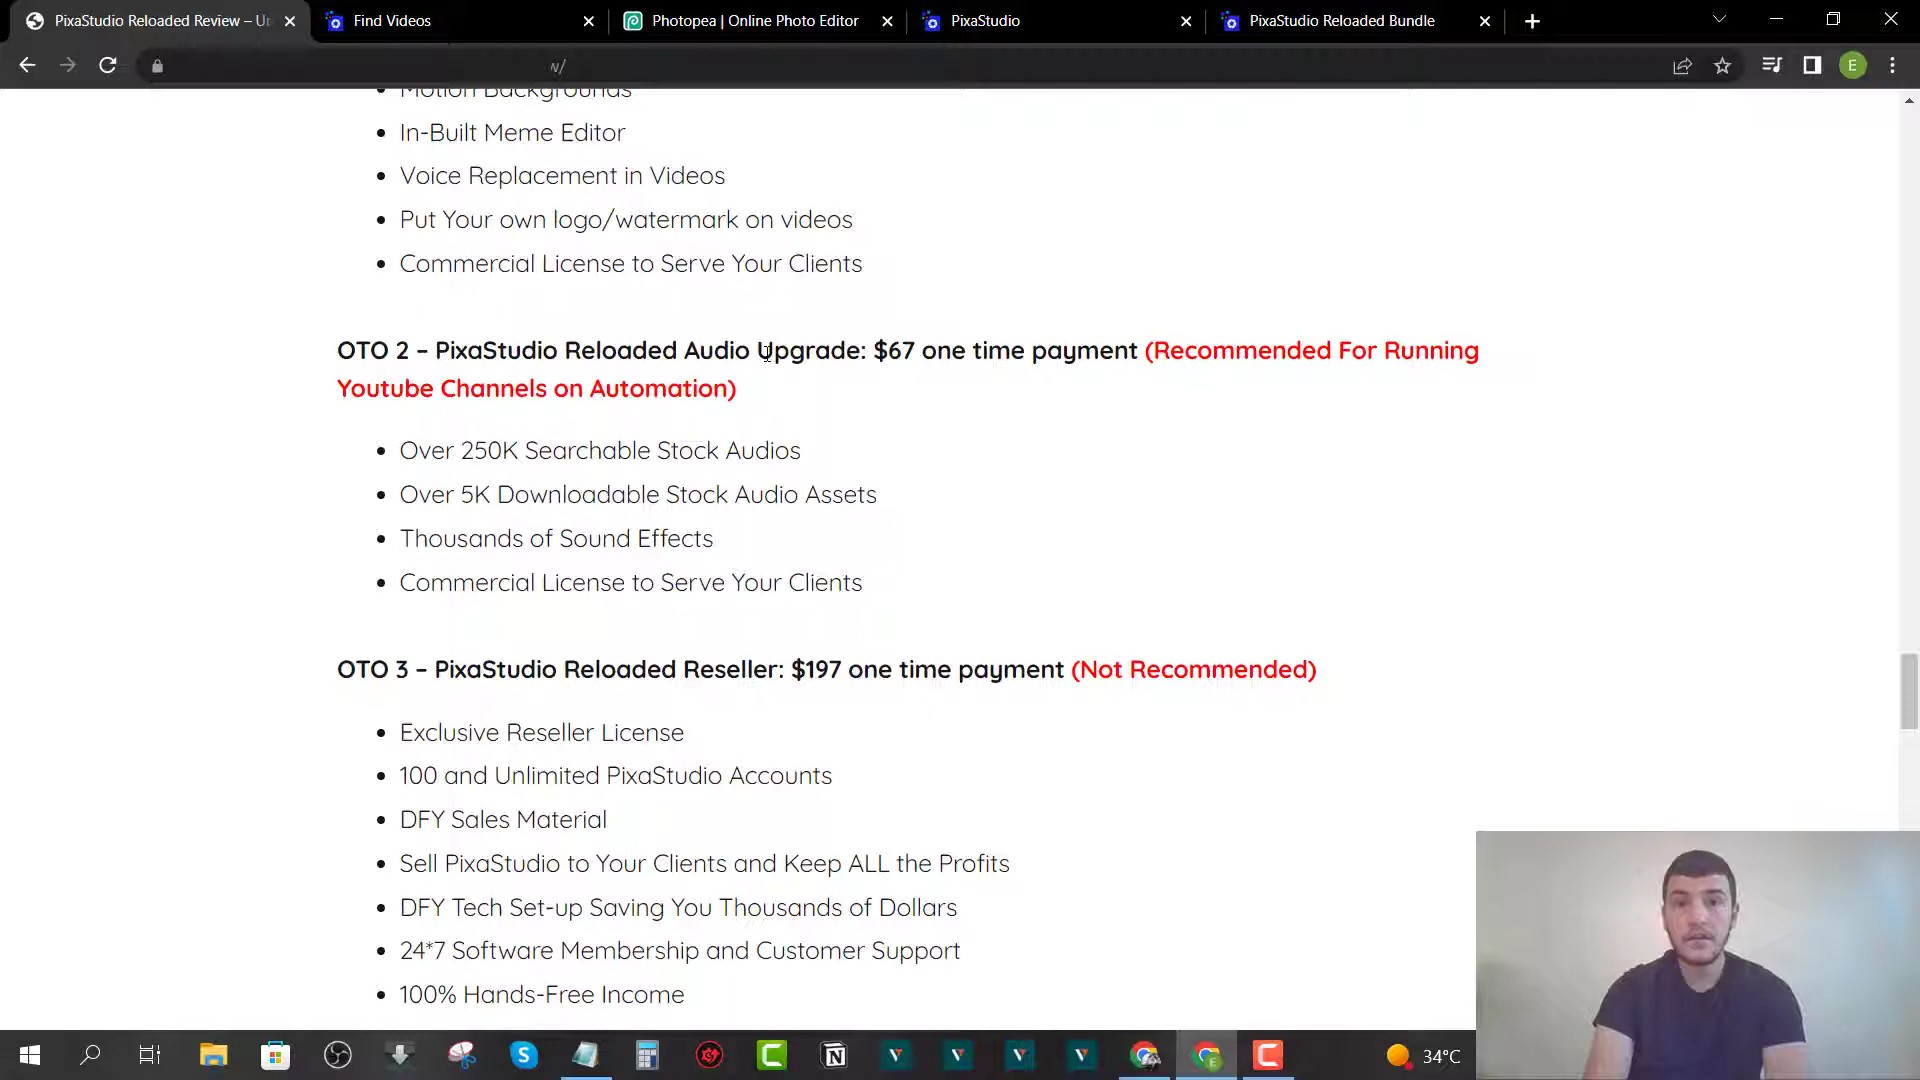 PixaStudio Reloaded Review – Un
Find Videos
Photopea | Online Photo Editor
PixaStudio
PixaStudio Reloaded Bundle
E
Motion Backgrounds
In-Built Meme Editor
Voice Replacement in Videos
Put Your own logo/watermark on videos
Commercial License to Serve Your Clients
OTO 2 – PixaStudio Reloaded Audio Upgrade: $67 one time payment (Recommended For Running
Youtube Channels on Automation)
Over 250K Searchable Stock Audios
Over 5K Downloadable Stock Audio Assets
Thousands of Sound Effects
Commercial License to Serve Your Clients
OTO 3 – PixaStudio Reloaded Reseller: $197 one time payment (Not Recommended)
Exclusive Reseller License
100 and Unlimited PixaStudio Accounts
DFY Sales Material
Sell PixaStudio to Your Clients and Keep ALL the Profits
DFY Tech Set-up Saving You Thousands of Dollars
24*7 Software Membership and Customer Support
100% Hands-Free Income
34°C